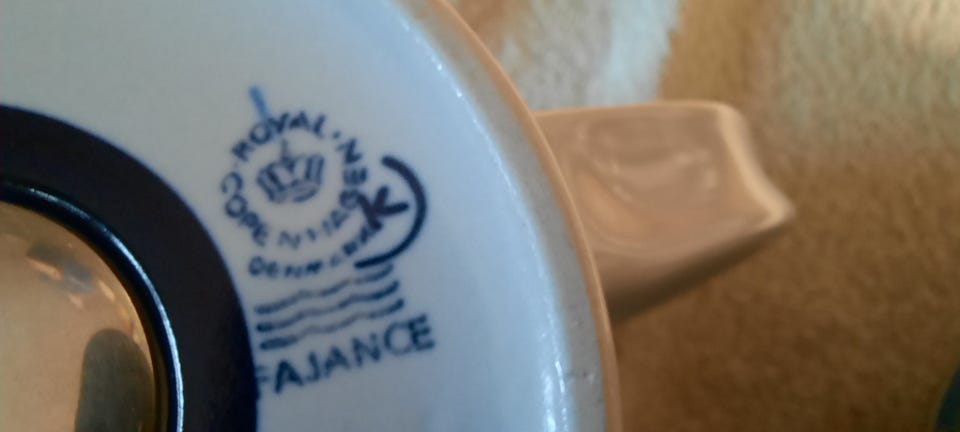 ROYAL COPENHAGEN
DENMARK
K
FAJANCE